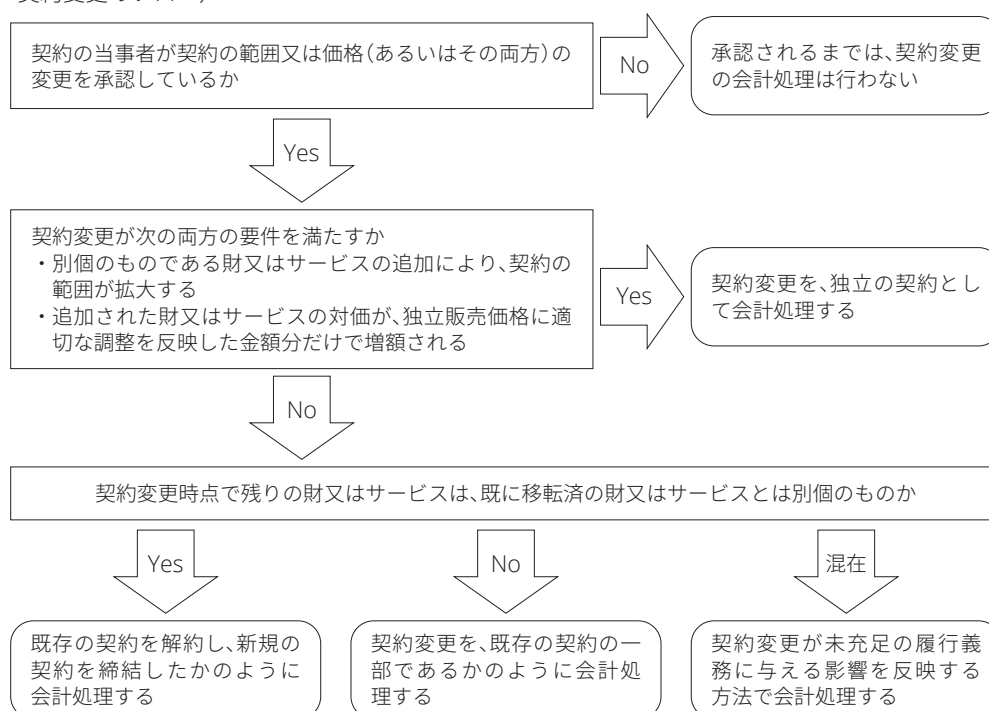 契約の当事者が契約の範囲又は価格(あるいはその両方)の
変更を承認しているか
No
承認されるまでは、契約変更
の会計処理は行わない
Yes
契約変更が次の両方の要件を満たすか
・別個のものである財又はサービスの追加により、契約の
範囲が拡大する
・追加された財又はサービスの対価が、独立販売価格に適
切な調整を反映した金額分だけで増額される
Yes
契約変更を、独立の契約とし
て会計処理する
No
契約変更時点で残りの財又はサービスは、既に移転済の財又はサービスとは別個のものか
Yes
No
混在
既存の契約を解約し、新規の
契約を締結したかのように
会計処理する
契約変更を、既存の契約の一
部であるかのように会計処
理する
契約変更が未充足の履行義
務に与える影響を反映する
方法で会計処理する